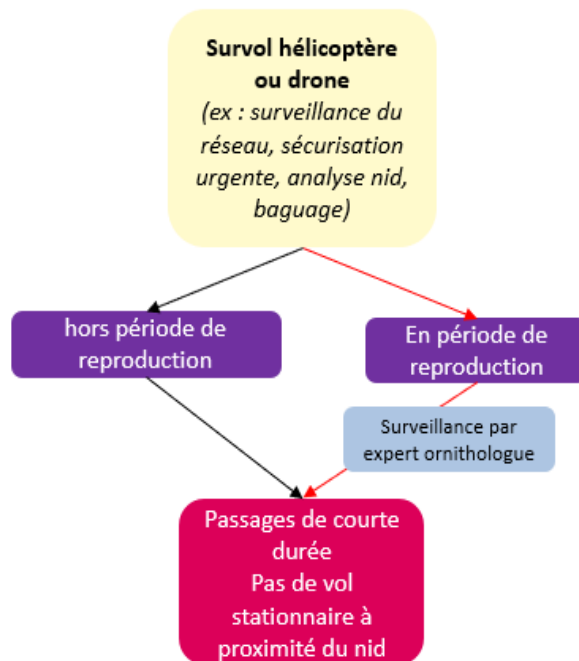 Survol hélicoptère
ou drone
(ex : surveillance du
réseau, sécurisation
urgente, analyse nid,
baguage)
hors période de
reproduction
En période de
reproduction
Surveillance par
expert ornithologue
Passages de courte
durée
Pas de vol
stationnaire à
proximité du nid